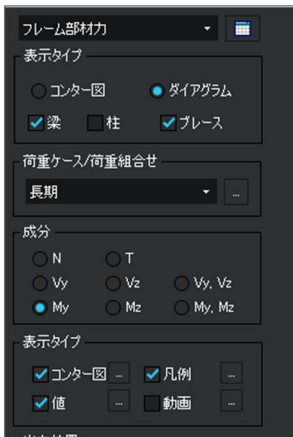 フレーム部材力
表示タイプ
コンター図 ダイアグラム
梁 柱 ブレース
荷重ケース/荷重組合せ
長期 ...
成分
N T
Vy Vz Vy, Vz
My Mz My, Mz
表示タイプ
コンター図 ... 凡例 ...
値 ... 動画 ...